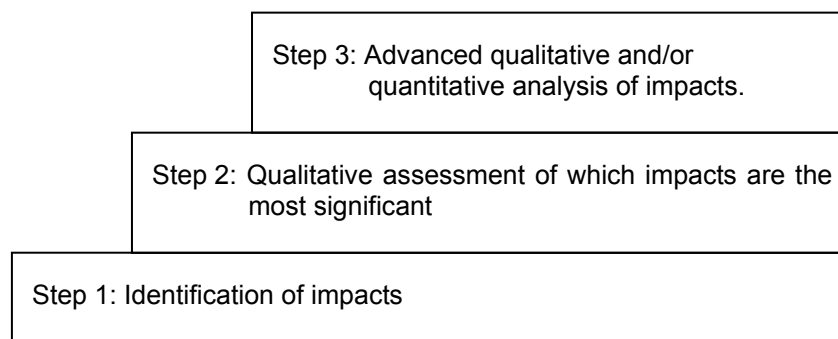 Step 3: Advanced qualitative and/or
quantitative analysis of impacts.
Step 2: Qualitative assessment of which impacts are the
most significant
Step 1: Identification of impacts